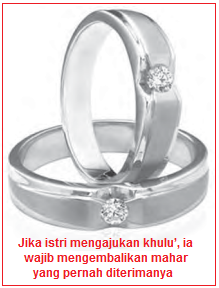 Jika istri mengajukan khulu', ia
wajib mengembalikan mahar
yang pernah diterimanya